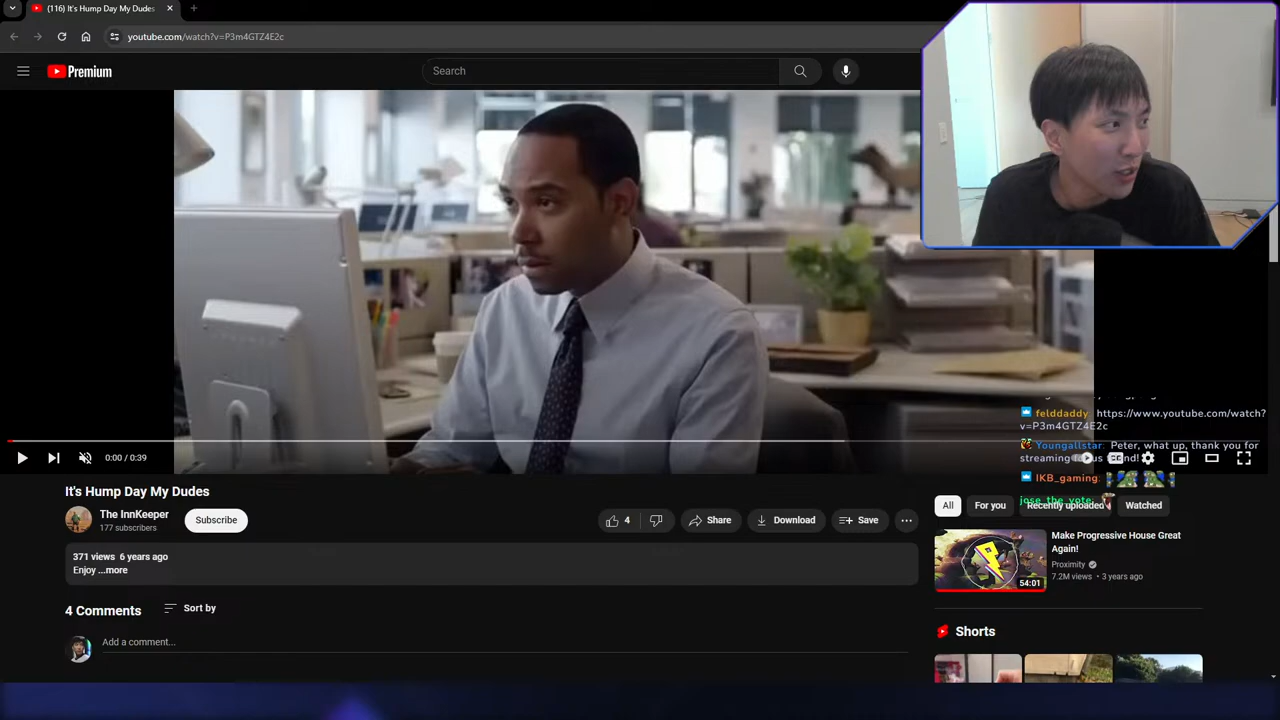 (116) It's Hump Day My Dudes
youtube.com/watch?v=P3m4GTZ4E2c
Premium
Search
0:00 / 0:39
felddaddy https://www.youtube.com/watch?
v=P3m4GTZ4E2c
Youngallstar: Peter, what up, thank you for
IKB_gaming:
jose_the_yote
It's Hump Day My Dudes
The InnKeeper
177 subscribers
Subscribe
4
Share
Download
Save
371 views 6 years ago
Enjoy ...more
4 Comments
Sort by
Add a comment...
All
For you
Recently uploaded
Watched
Make Progressive House Great
Again!
Proximity
7.2M views • 3 years ago
54:01
Shorts